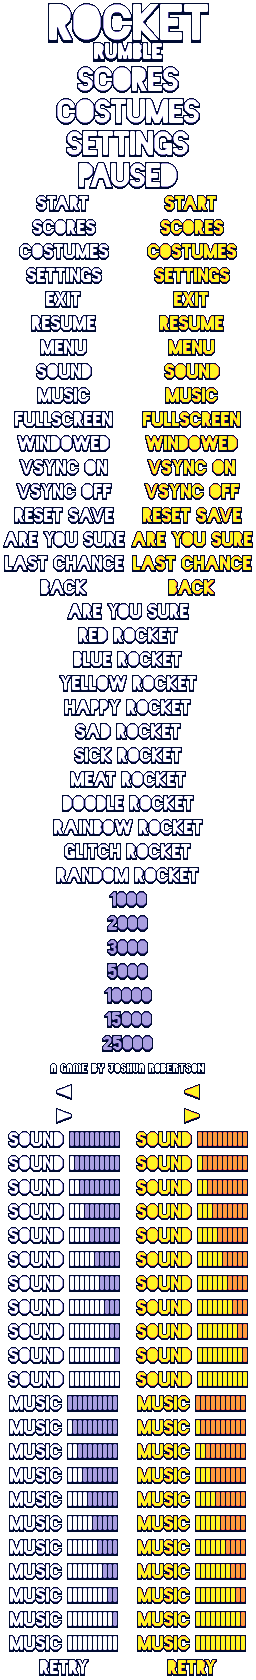 ROCKET
RUMBLE
SCORES
COSTUMES
SETTINGS
PAUSED
START START
SCORES SCORES
COSTUMES COSTUMES
SETTINGS SETTINGS
EXIT EXIT
RESUME RESUME
MENU MENU
SOUND SOUND
MUSIC MUSIC
FULLSCREEN FULLSCREEN
WINDOWED WINDOWED
VSYNC ON VSYNC ON
VSYNC OFF VSYNC OFF
RESET SAVE RESET SAVE
ARE YOU SURE ARE YOU SURE
LAST CHANCE LAST CHANCE
BACK BACK
ARE YOU SURE
RED ROCKET
BLUE ROCKET
YELLOW ROCKET
HAPPY ROCKET
SAD ROCKET
SICK ROCKET
MEAT ROCKET
DOODLE ROCKET
RAINBOW ROCKET
GLITCH ROCKET
RANDOM ROCKET
1000
2000
3000
5000
10000
15000
25000
A GAME BY JOSHUA ROBERTSON
SOUND SOUND
SOUND SOUND
SOUND SOUND
SOUND SOUND
SOUND SOUND
SOUND SOUND
SOUND SOUND
SOUND SOUND
SOUND SOUND
SOUND SOUND
SOUND SOUND
MUSIC MUSIC
MUSIC MUSIC
MUSIC MUSIC
MUSIC MUSIC
MUSIC MUSIC
MUSIC MUSIC
MUSIC MUSIC
MUSIC MUSIC
MUSIC MUSIC
MUSIC MUSIC
MUSIC MUSIC
RETRY RETRY